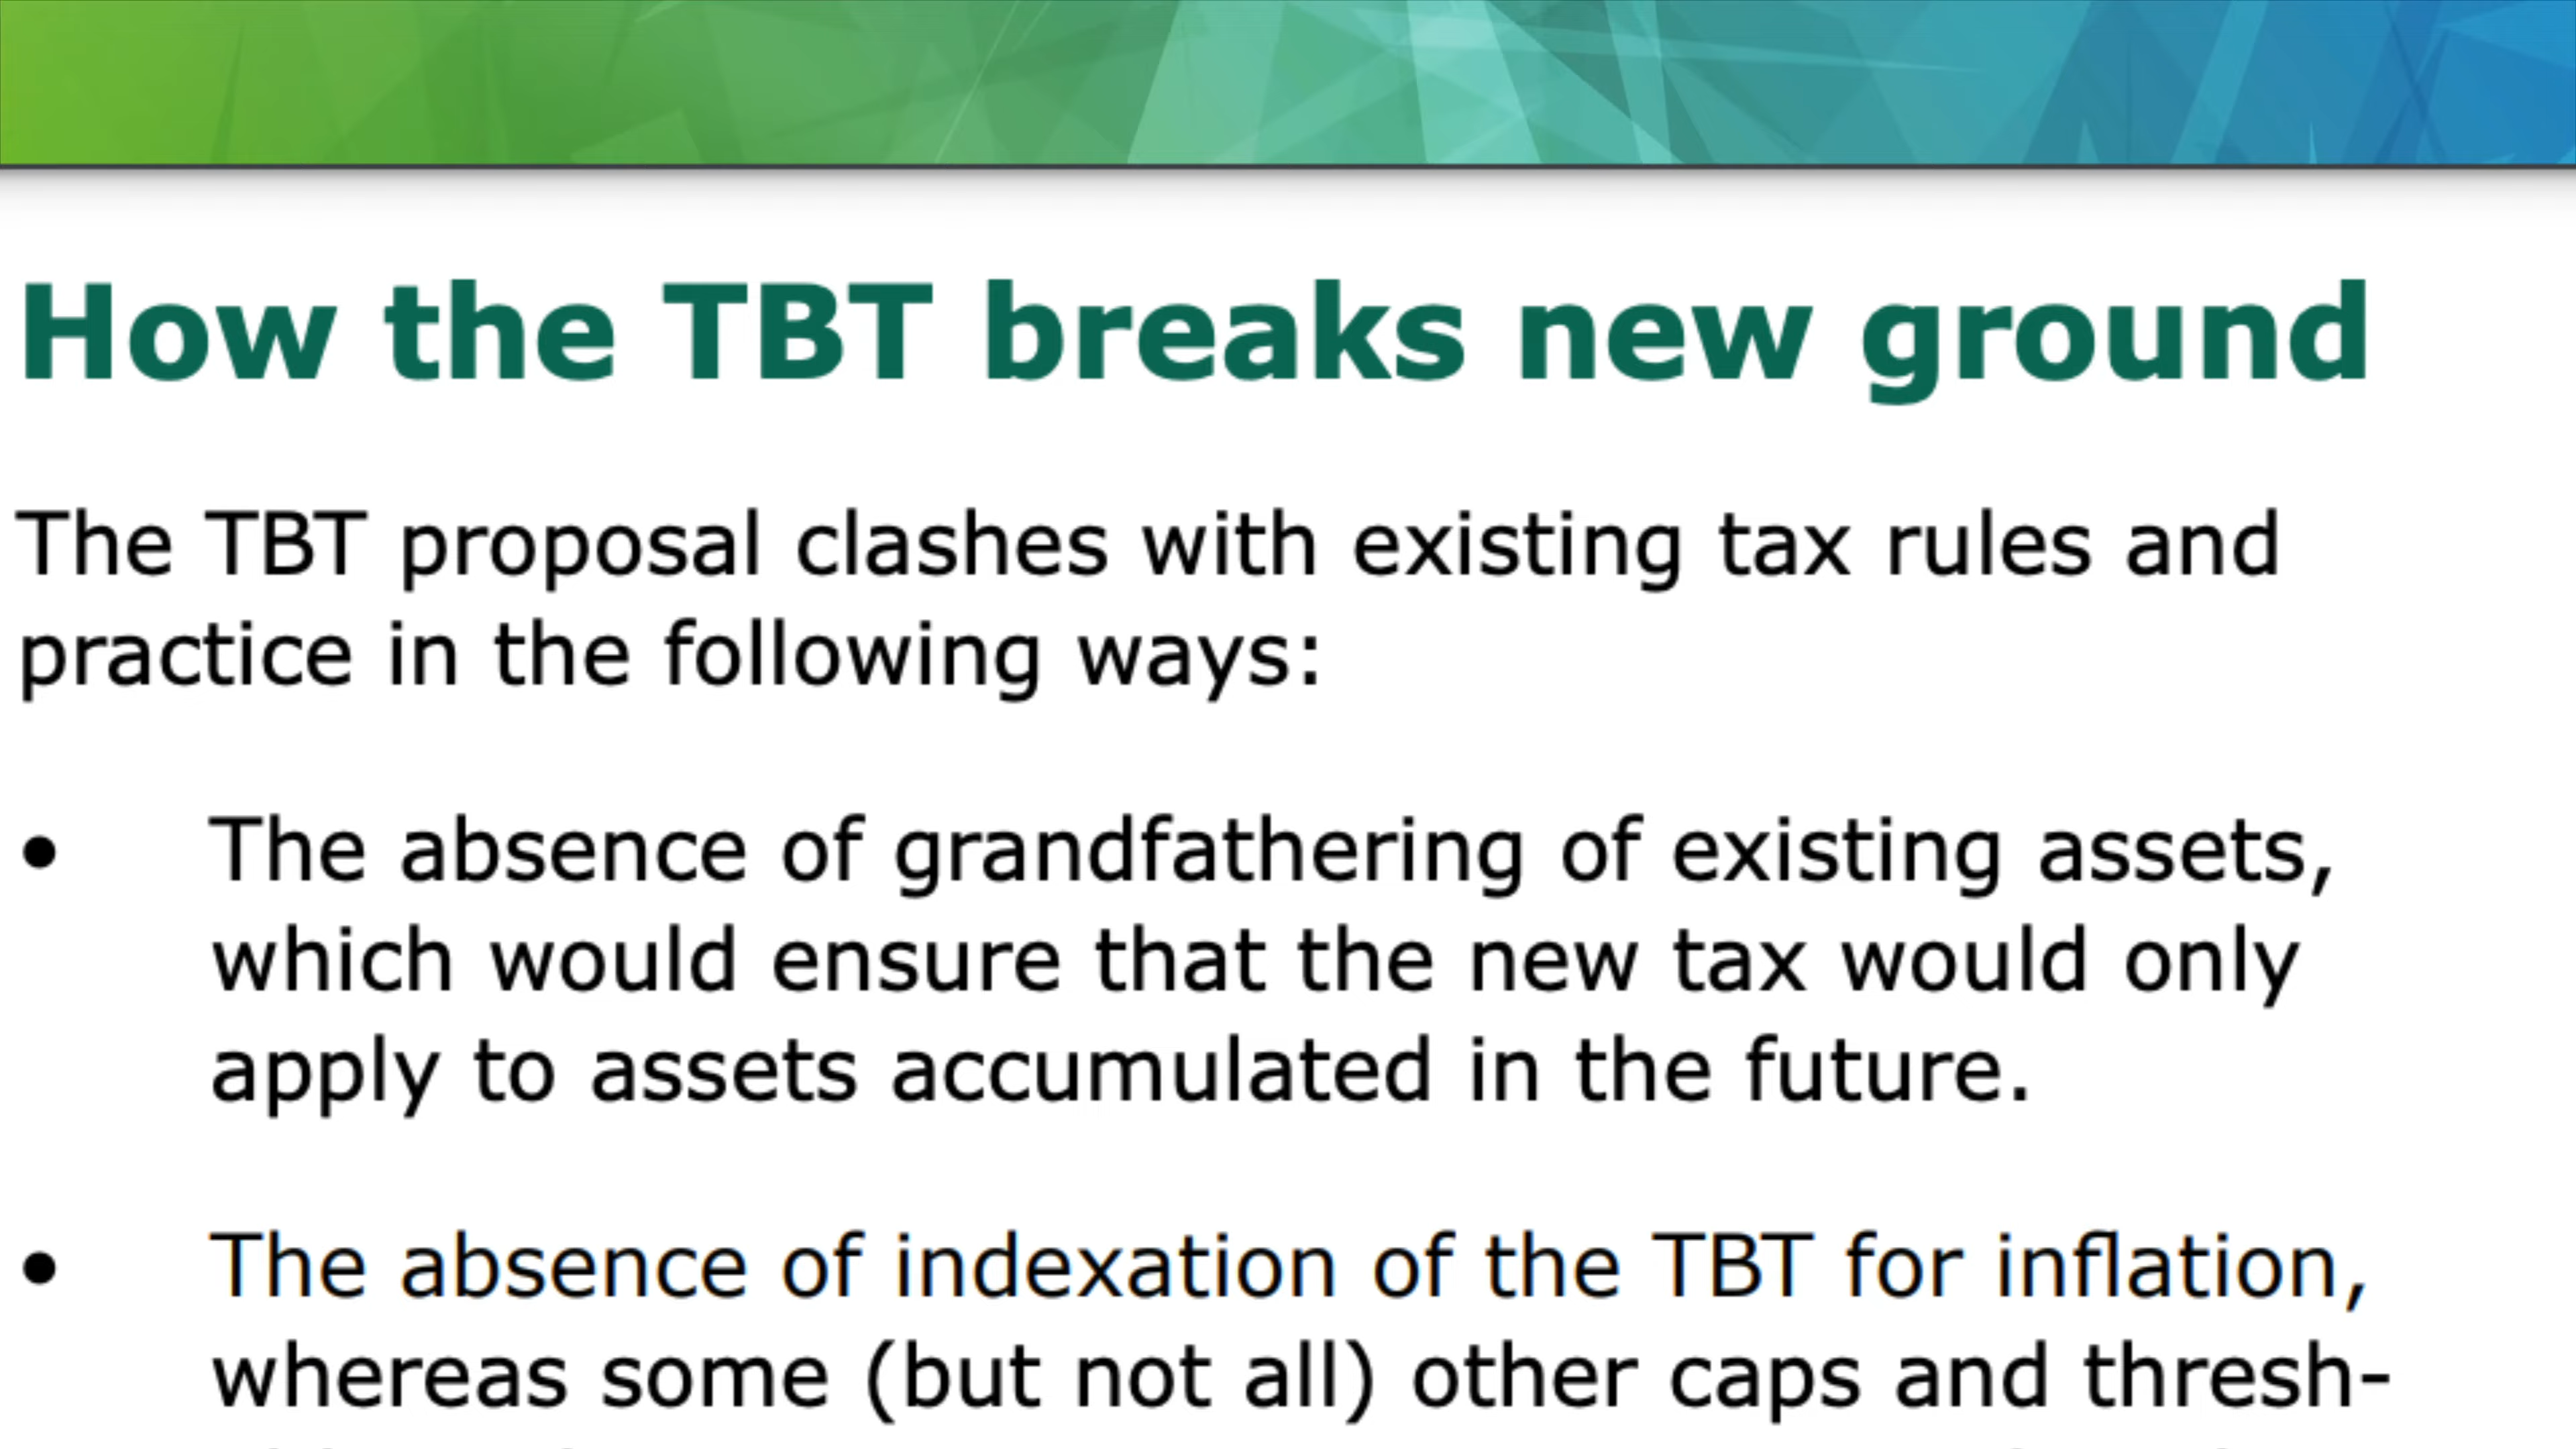 How the TBT breaks new ground
The TBT proposal clashes with existing tax rules and
practice in the following ways:
• The absence of grandfathering of existing assets,
which would ensure that the new tax would only
apply to assets accumulated in the future.
• The absence of indexation of the TBT for inflation,
whereas some (but not all) other caps and thresh-